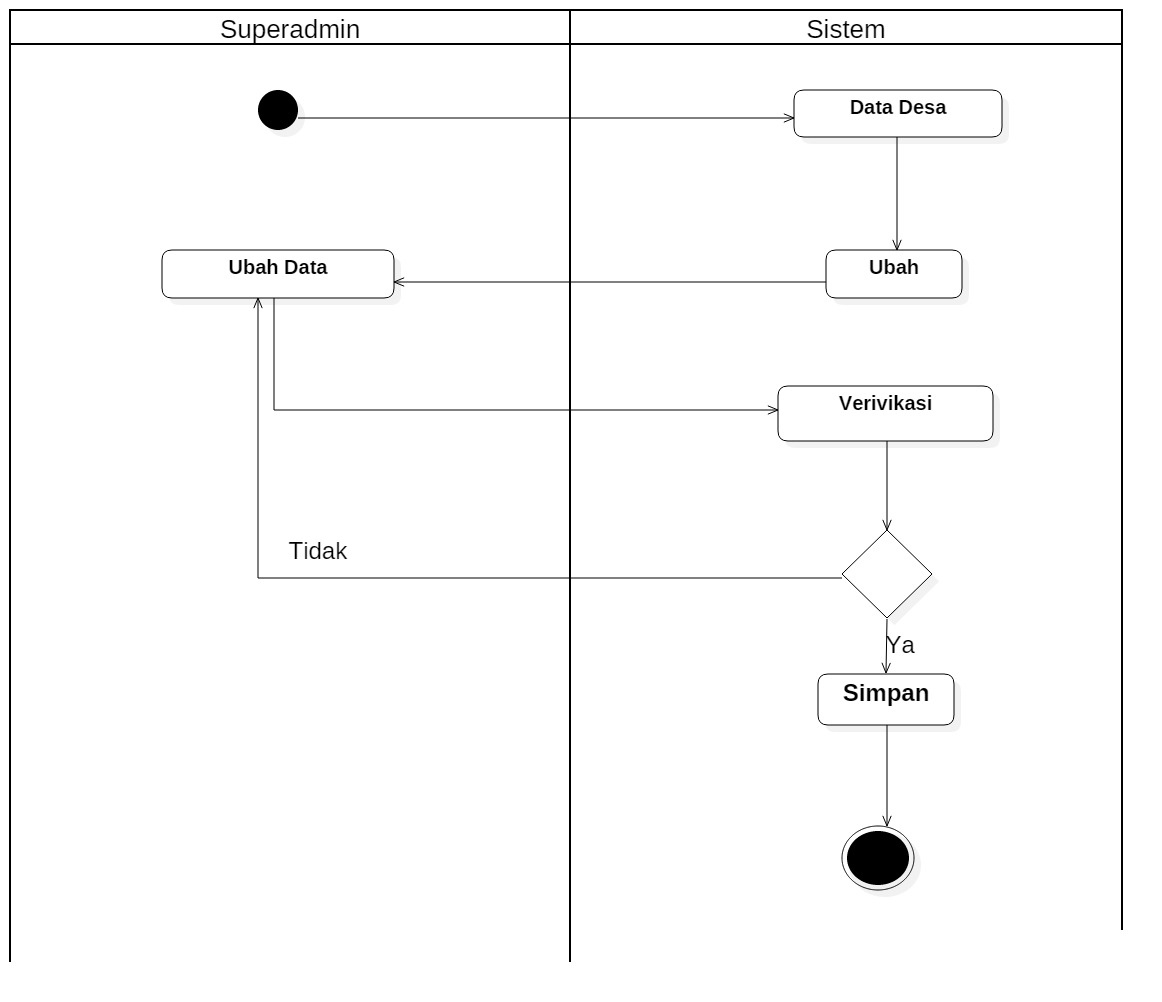 Superadmin
Sistem
Data Desa
Ubah Data
Ubah
Verivikasi
Tidak
Ya
Simpan